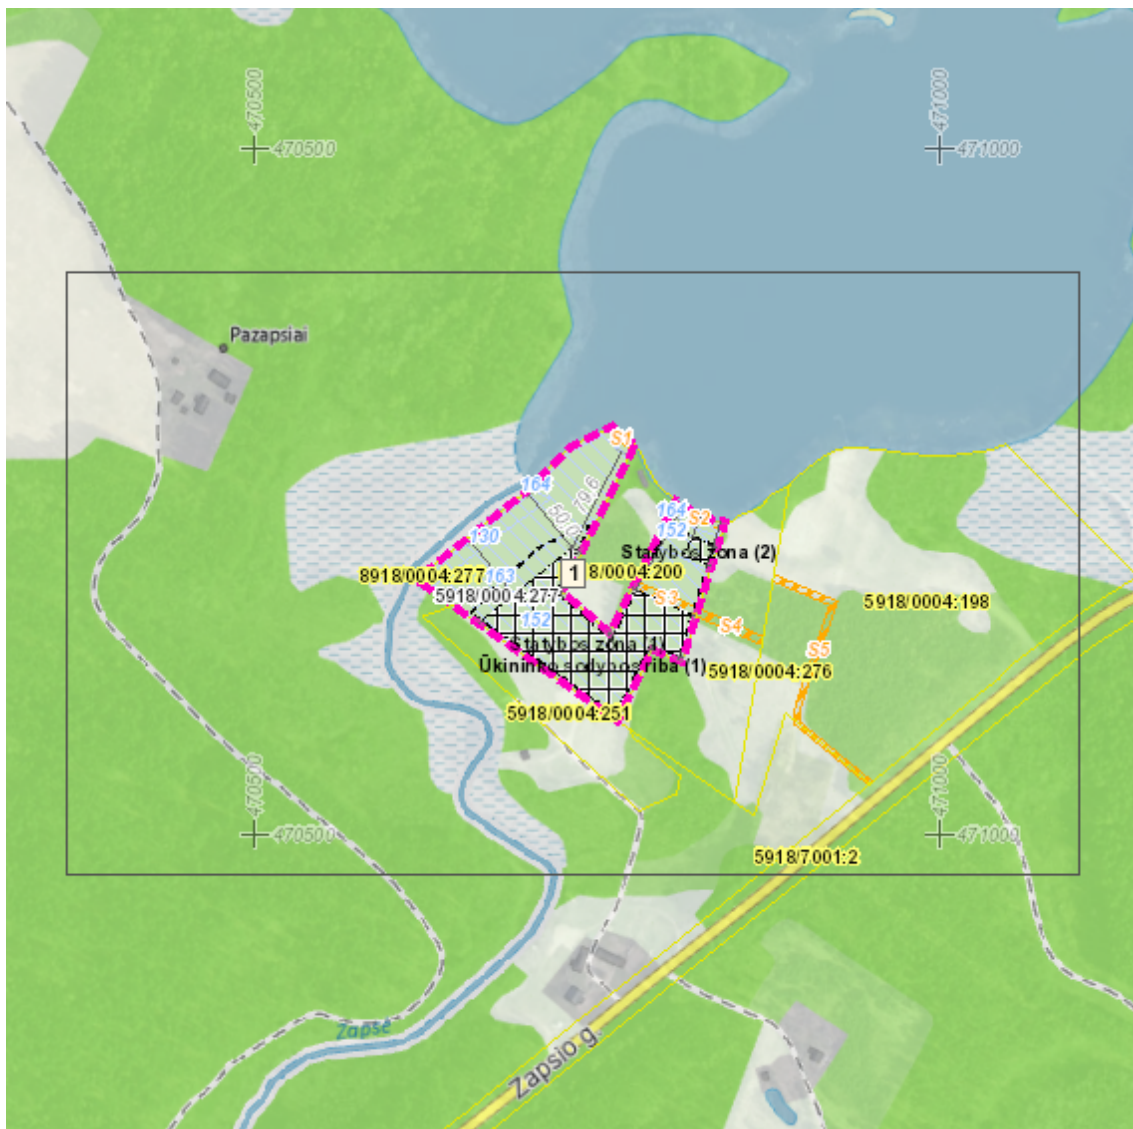 470500
470500
471000
471000
Pazapsiai
S1
164
79.6
50.0
164
S2
152
130
Statybos zona (2)
8918/0004:277
163
1
8/0004:200
5918/0004:277
S3
5918/0004:198
152
S4
Statybos zona (1)
S5
Ūkininko sodybos riba (1)
5918/0004:276
5918/0004:251
470500
470500
471000
471000
5918/7001:2
Zapsė
Zapsio g.